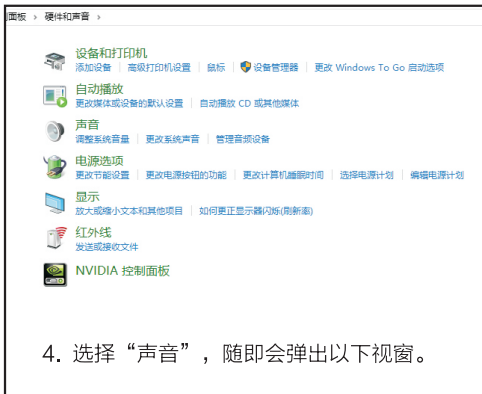 面板 › 硬件和声音 ›
设备和打印机
添加设备 | 高级打印机设置 | 鼠标 | 设备管理器 | 更改 Windows To Go 启动选项
自动播放
更改媒体或设备的默认设置 | 自动播放 CD 或其他媒体
声音
调整系统音量 | 更改系统声音 | 管理音频设备
电源选项
更改节能设置 | 更改电源按钮的功能 | 更改计算机睡眠时间 | 选择电源计划 | 编辑电源计划
显示
放大或缩小文本和其他项目 | 如何更正显示器闪烁(刷新率)
红外线
发送或接收文件
NVIDIA 控制面板
4. 选择“声音”，随即会弹出以下视窗。